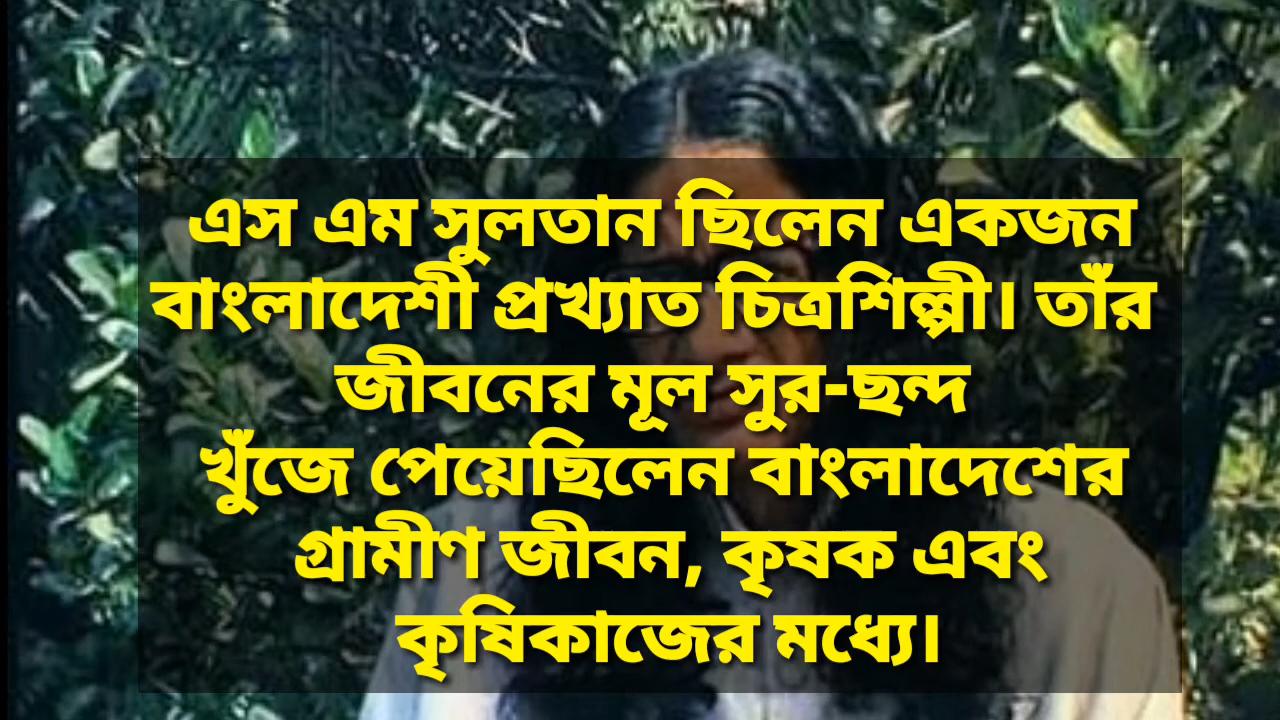 এস এম সুলতান ছিলেন একজন
বাংলাদেশী প্রখ্যাত চিত্রশিল্পী। তাঁর
জীবনের মূল সুর-ছন্দ
খুঁজে পেয়েছিলেন বাংলাদেশের
গ্রামীণ জীবন, কৃষক এবং
কৃষিকাজের মধ্যে।